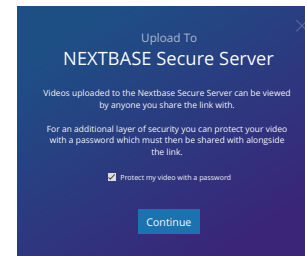 Upload To
NEXTBASE Secure Server
Videos uploaded to the Nextbase Secure Server can be viewed
by anyone you share the link with.
For an additional layer of security you can protect your video
with a password which must then be shared with alongside
the link.
Protect my video with a password
Continue